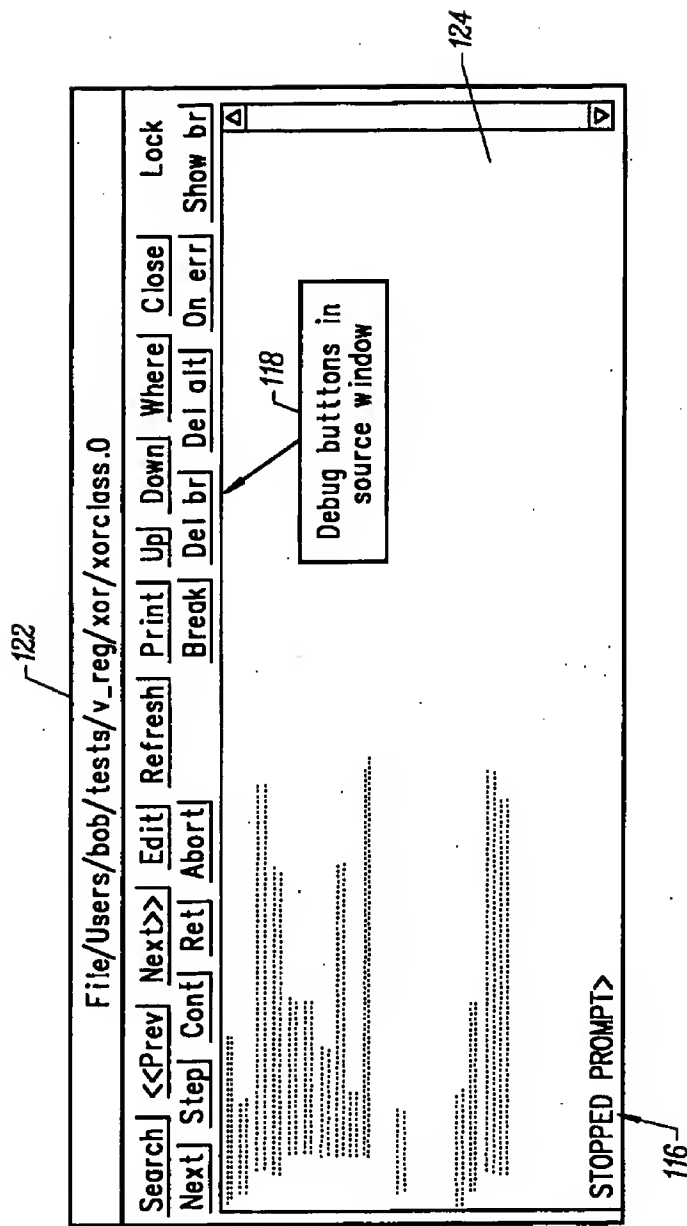 122
File/Users/bob/tests/v_reg/xor/xorclass.0
Search <<Prev Next>> Edit Refresh Print Up Down Where Close Lock
Next Step Cont Ret Abort Break Del br Del alt On err Show br
118
Debug butttons in
source window
124
STOPPED PROMPT>
116